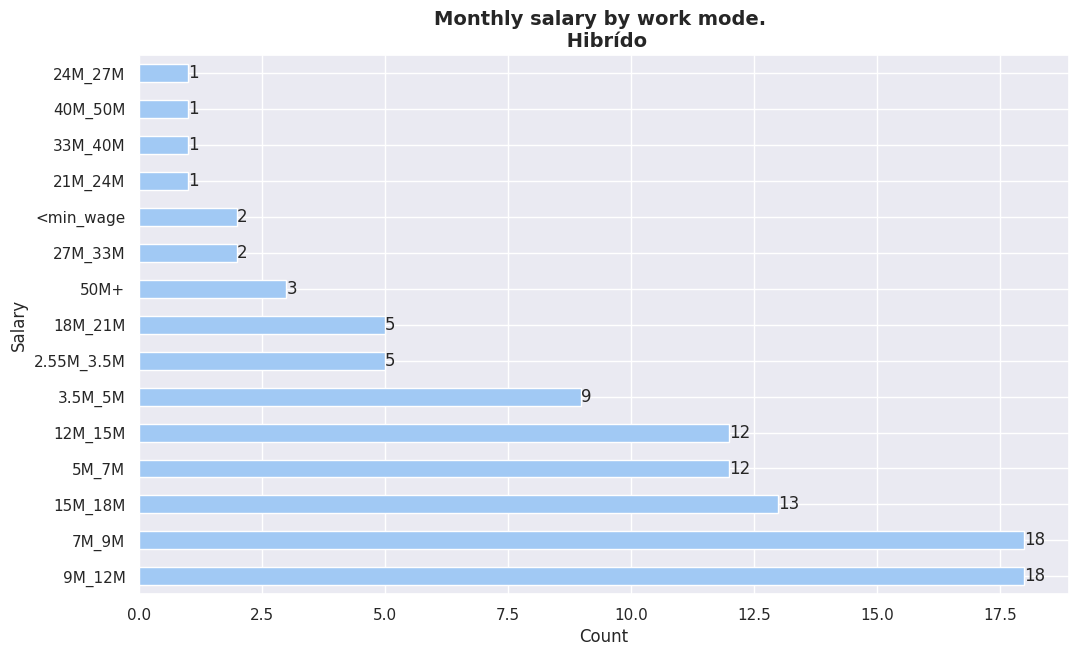 Monthly salary by work mode.
Hibrído
24M_27M 1
40M_50M 1
33M_40M 1
21M_24M 1
<min_wage 2
27M_33M 2
50M+ 3
18M_21M 5
2.55M_3.5M 5
3.5M_5M 9
12M_15M 12
5M_7M 12
15M_18M 13
7M_9M 18
9M_12M 18
Salary
0.0 2.5 5.0 7.5 10.0 12.5 15.0 17.5
Count